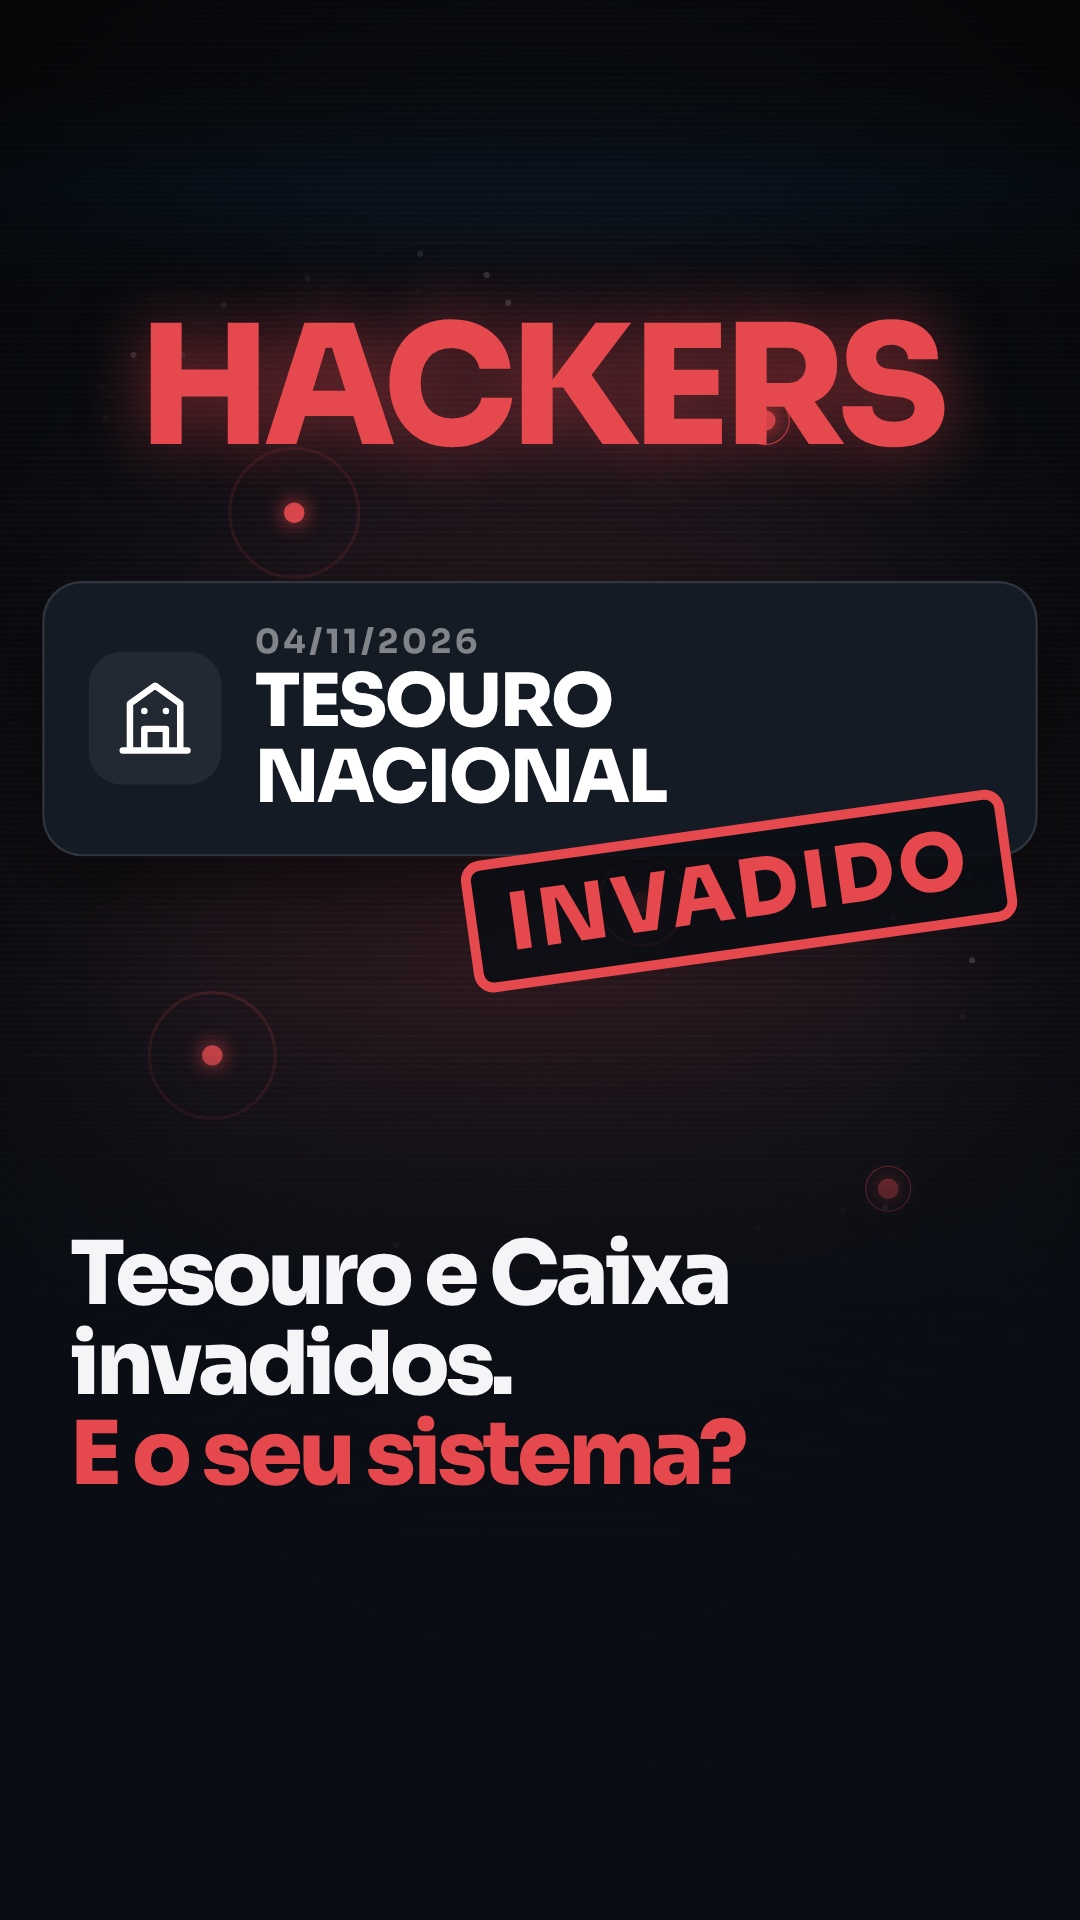 HACKERS
04/11/2026
TESOURO
NACIONAL
INVADIDO
Tesouro e Caixa
invadidos.
E o seu sistema?